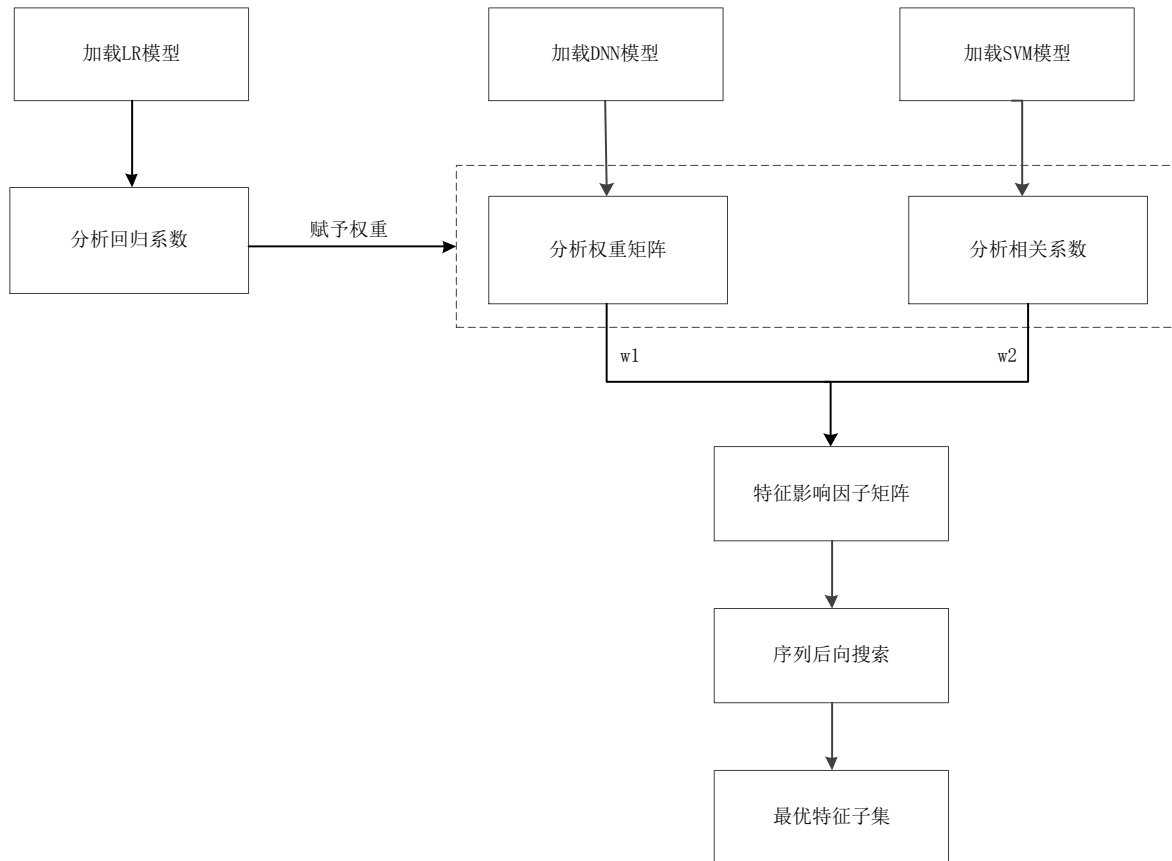 加载LR模型
加载DNN模型
加载SVM模型
分析回归系数
赋予权重
分析权重矩阵
分析相关系数
w1
w2
特征影响因子矩阵
序列后向搜索
最优特征子集